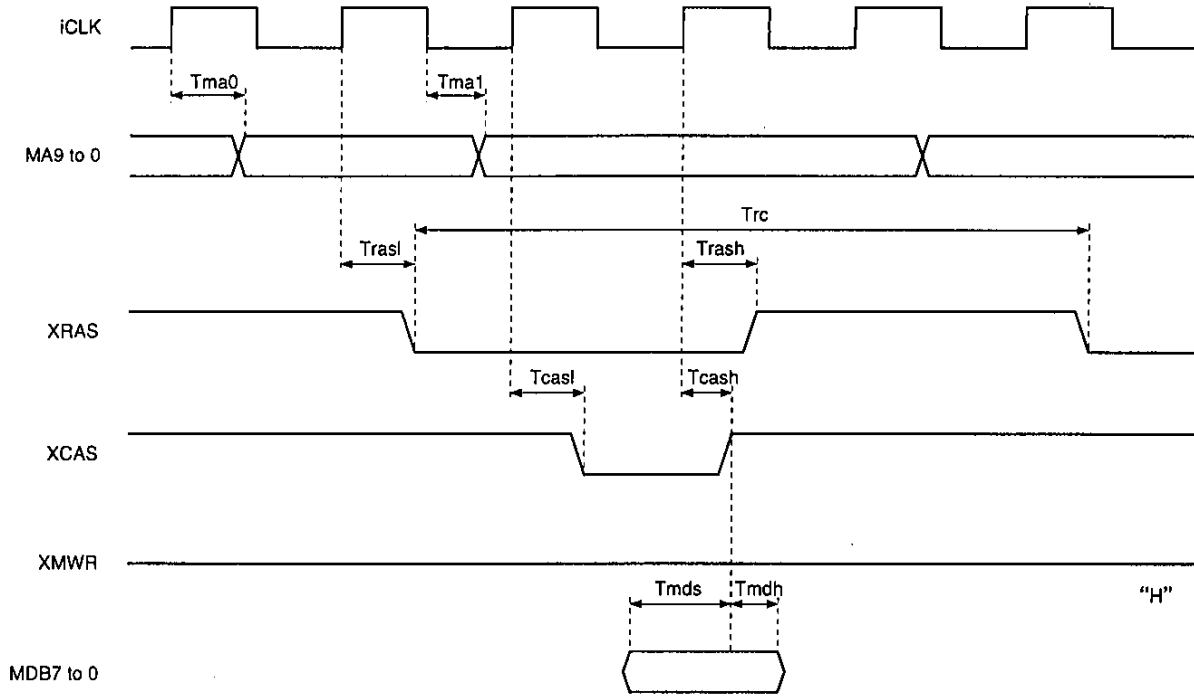 iCLK
Tma0 Tma1
MA9 to 0
Trc
Trasl Trash
XRAS
Tcasl Tcash
XCAS
XMWR
Tmds Tmdh
“H”
MDB7 to 0